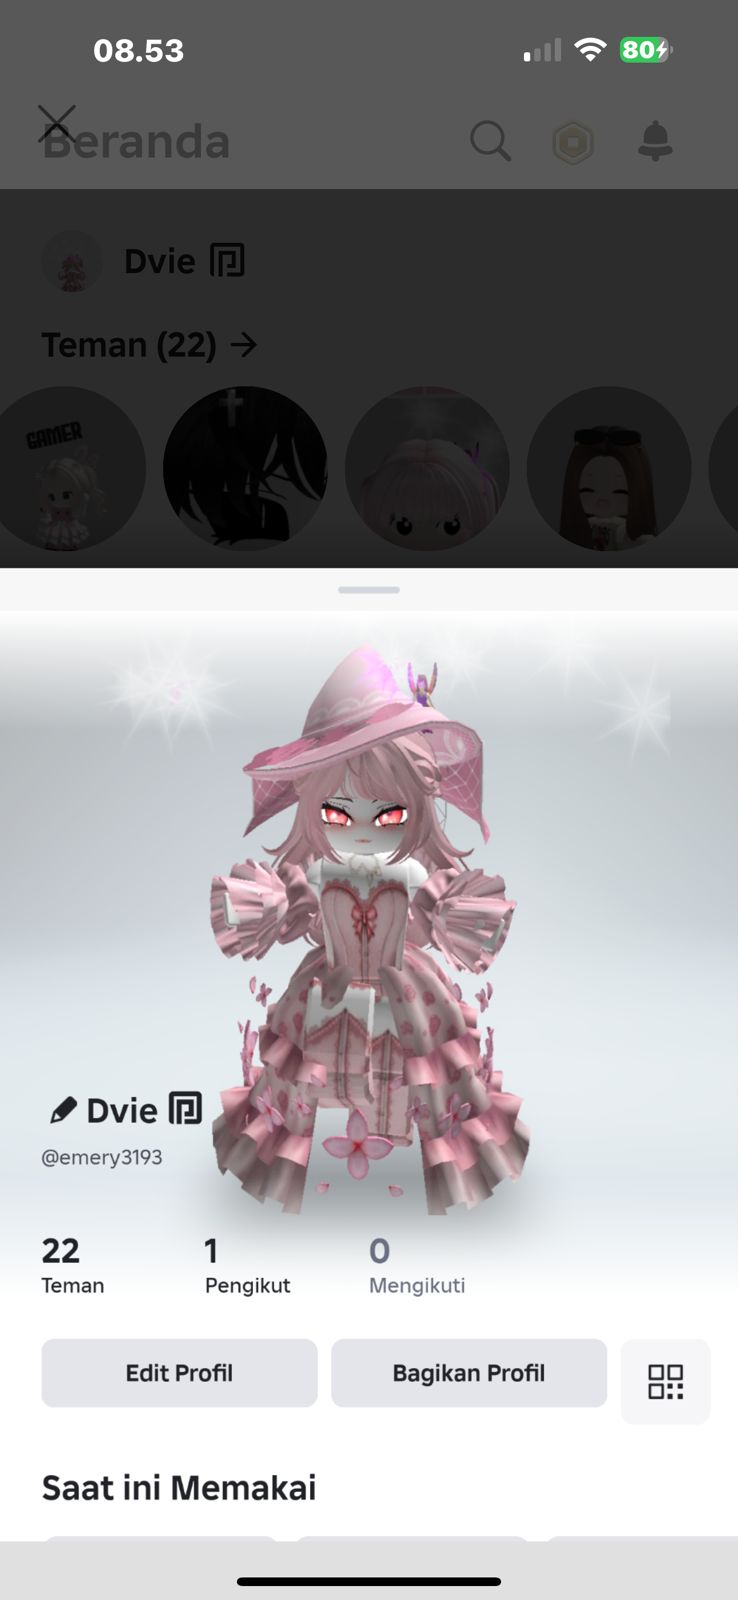 08.53
80
Beranda
Dvie
Teman (22) →
GAMER
Dvie
@emery3193
22
1
0
Teman
Pengikut
Mengikuti
Edit Profil
Bagikan Profil
Saat ini Memakai